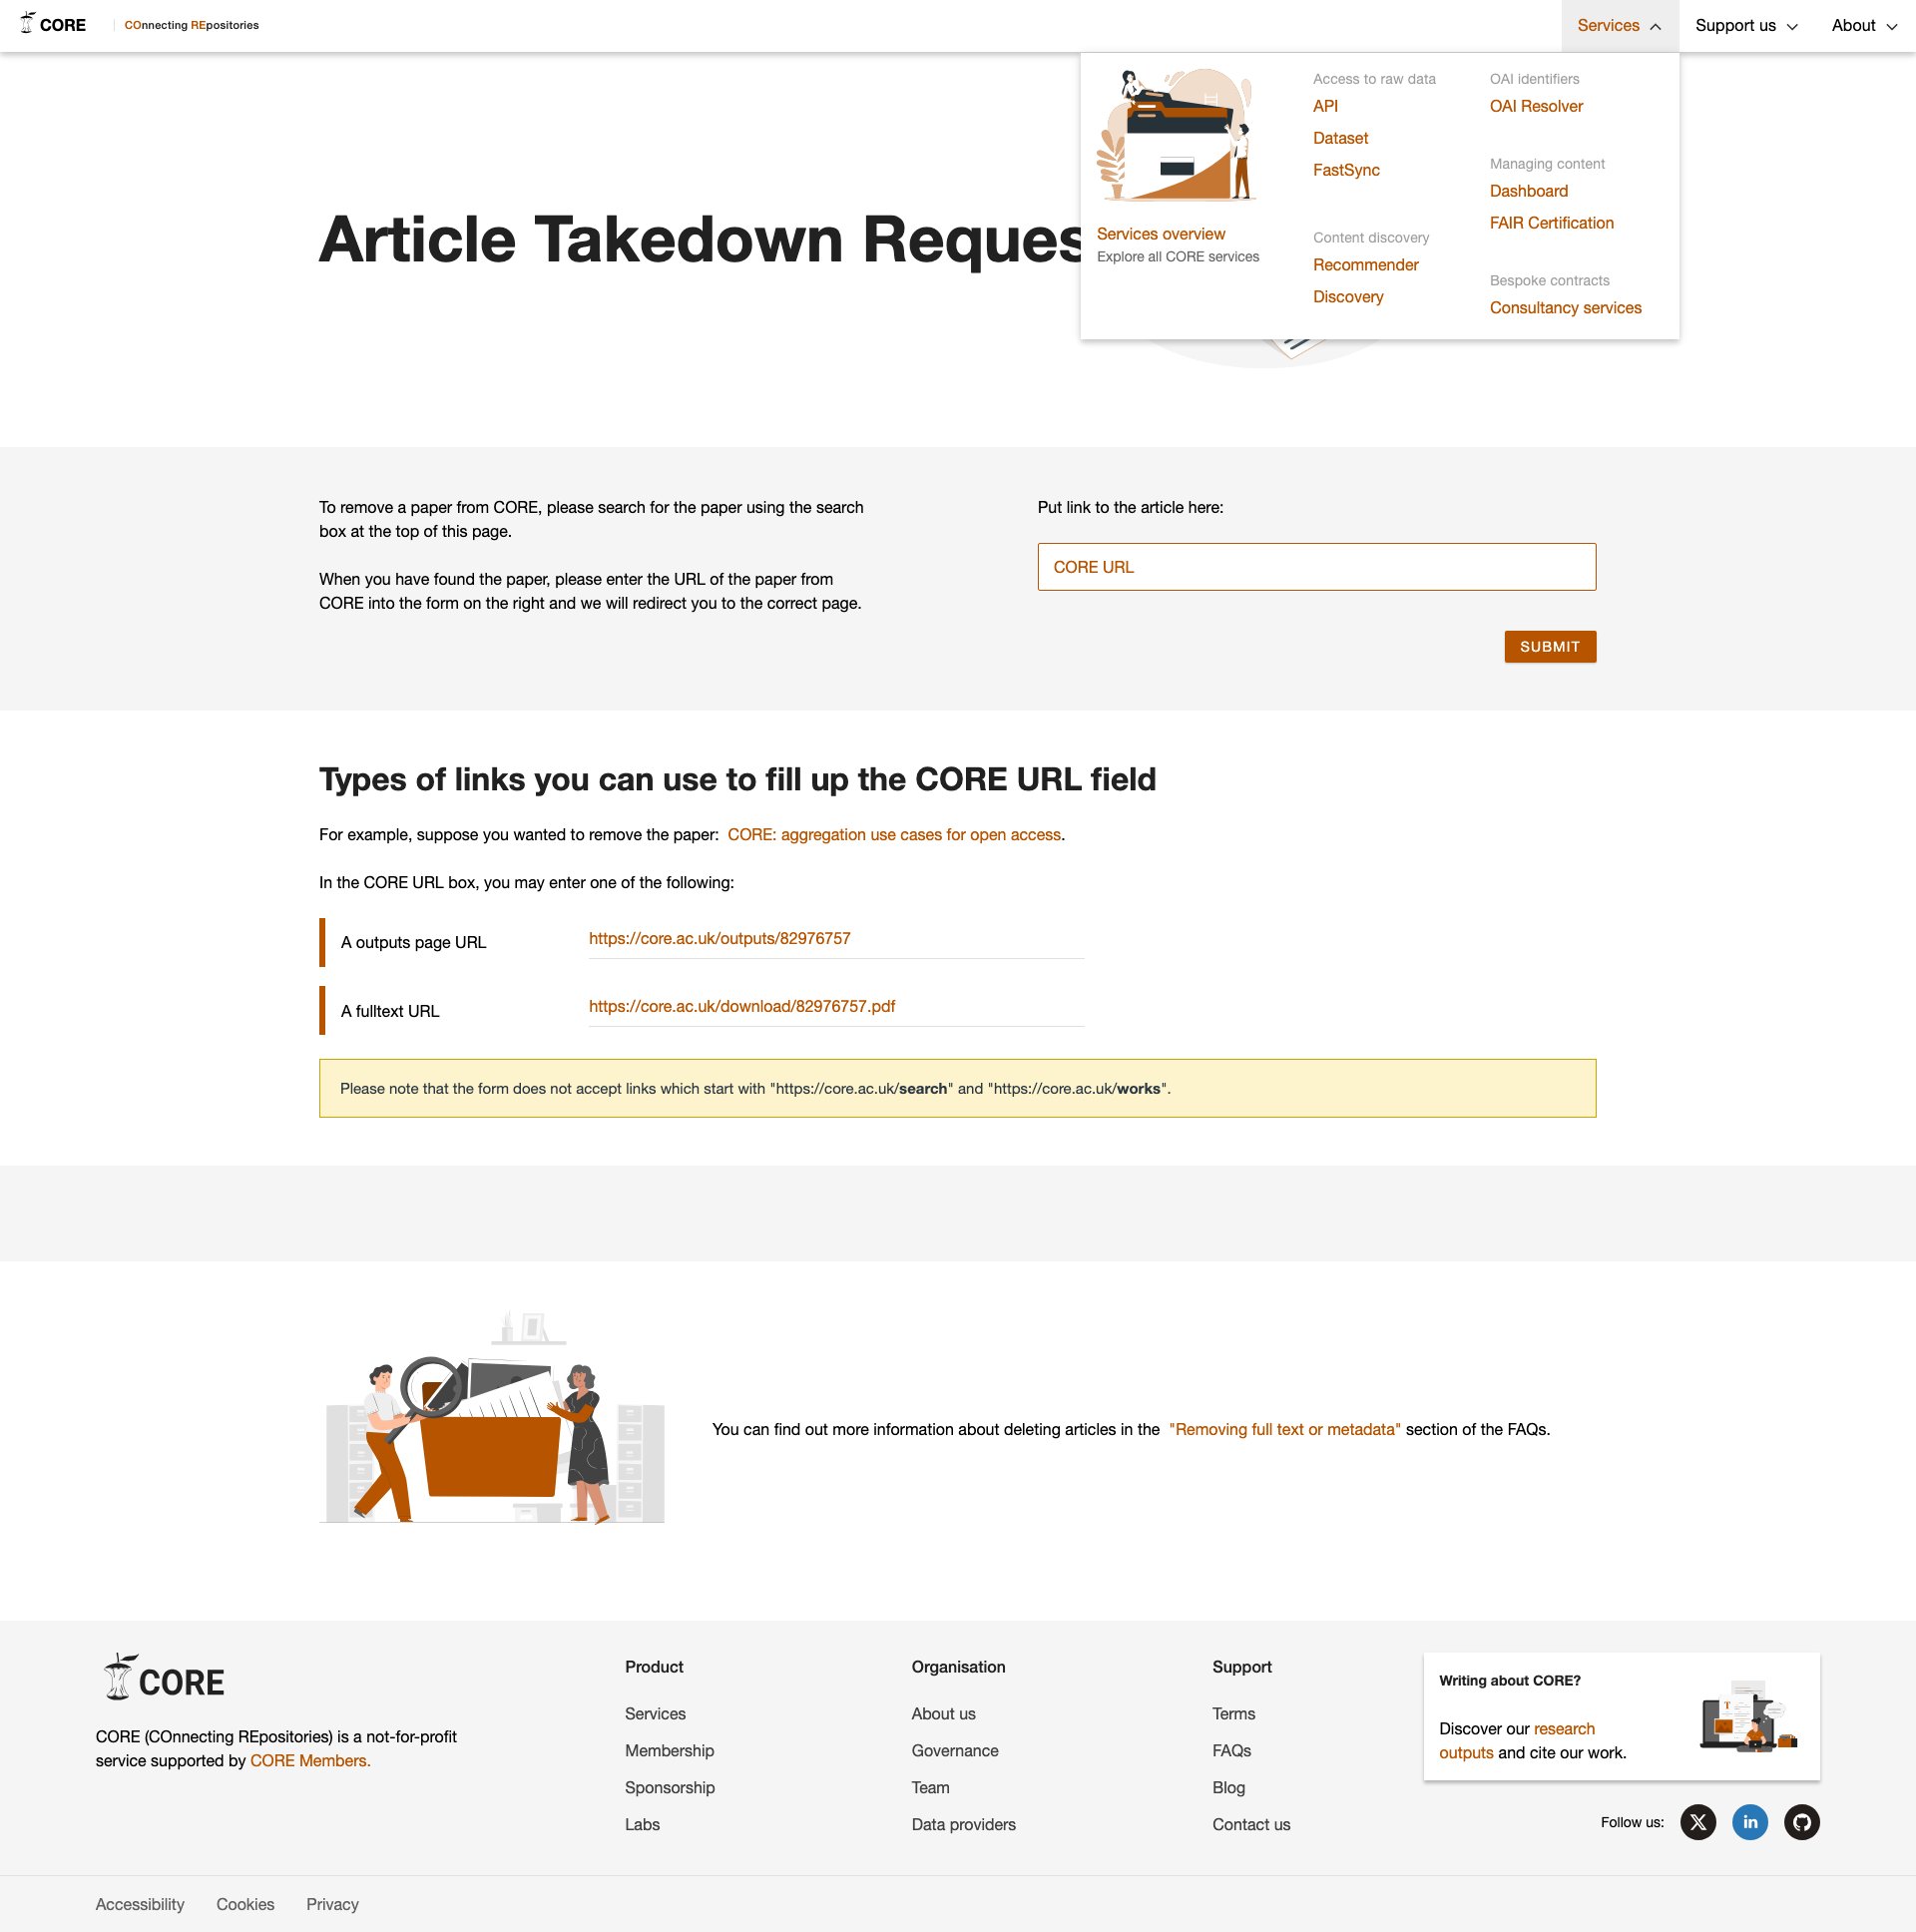 CORE
COnnecting REpositories
Services
Support us
About
Services overview
Explore all CORE services
Access to raw data
API
Dataset
FastSync
Content discovery
Recommender
Discovery
OAI identifiers
OAI Resolver
Managing content
Dashboard
FAIR Certification
Bespoke contracts
Consultancy services
Article Takedown Reques
To remove a paper from CORE, please search for the paper using the search
box at the top of this page.
When you have found the paper, please enter the URL of the paper from
CORE into the form on the right and we will redirect you to the correct page.
Put link to the article here:
CORE URL
SUBMIT
Types of links you can use to fill up the CORE URL field
For example, suppose you wanted to remove the paper: CORE: aggregation use cases for open access.
In the CORE URL box, you may enter one of the following:
A outputs page URL
https://core.ac.uk/outputs/82976757
A fulltext URL
https://core.ac.uk/download/82976757.pdf
Please note that the form does not accept links which start with "https://core.ac.uk/search" and "https://core.ac.uk/works".
You can find out more information about deleting articles in the "Removing full text or metadata" section of the FAQs.
CORE
CORE (COnnecting REpositories) is a not-for-profit
service supported by CORE Members.
Product
Services
Membership
Sponsorship
Labs
Organisation
About us
Governance
Team
Data providers
Support
Terms
FAQs
Blog
Contact us
Writing about CORE?
Discover our research
outputs and cite our work.
Follow us:
Accessibility
Cookies
Privacy